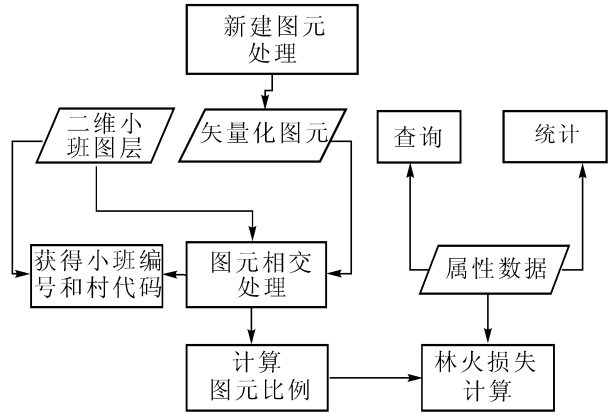 新建图元
处理
二维小
班图层
矢量化图元
查询
统计
获得小班编
号和村代码
图元相交
处理
属性数据
计算
图元比例
林火损失
计算